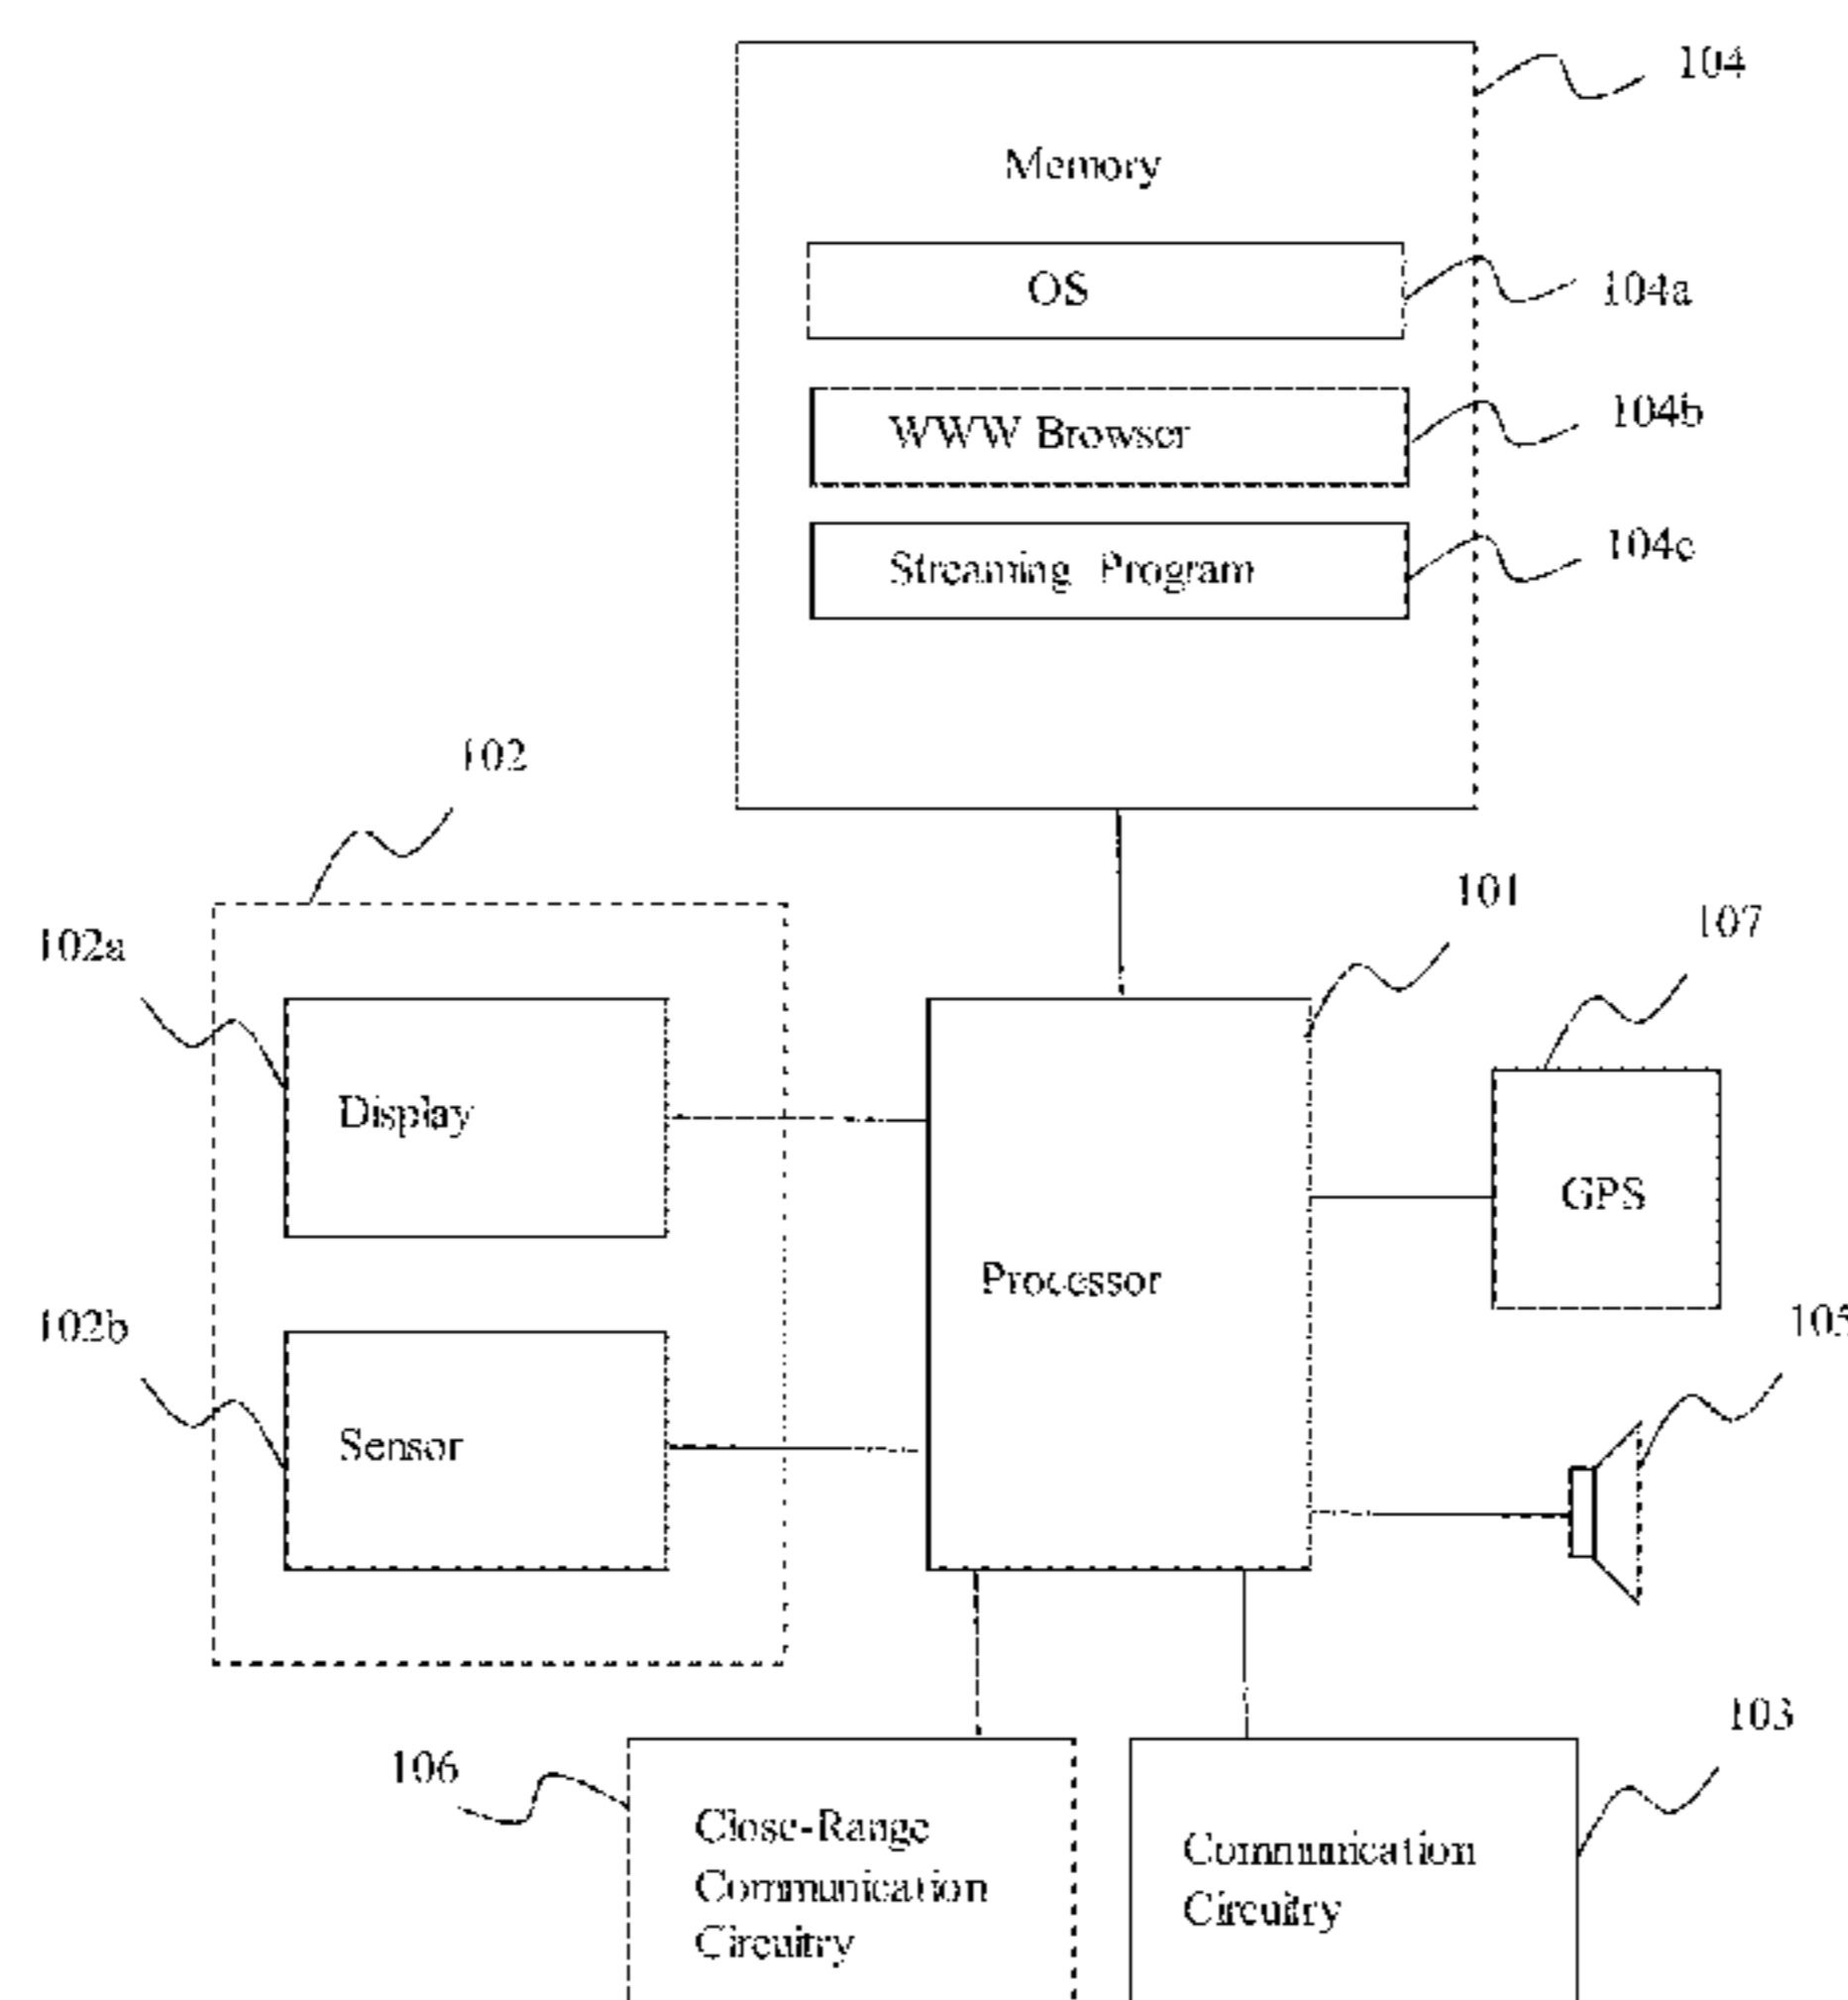 104
Memory
OS
104a
WWW Browser
104b
Streaming Program
104c
102
101
107
102a
Display
GPS
Processor
102b
105
Sensor
103
106
Close-Range
Communication
Circuitry
Communication
Circuitry